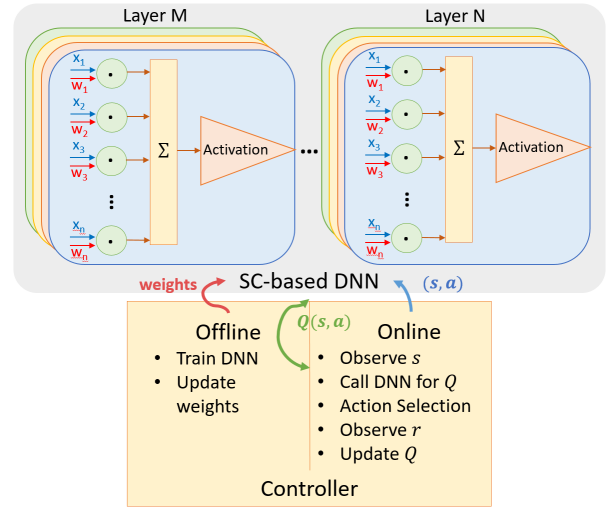 Layer M
Layer N
x1
w1
x2
w2
x3
w3
xn
wn
Σ
Activation
x1
w1
x2
w2
x3
w3
xn
wn
Σ
Activation
weights
SC-based DNN
(s, a)
Q(s, a)
Offline
• Train DNN
• Update
weights
Online
• Observe s
• Call DNN for Q
• Action Selection
• Observe r
• Update Q
Controller